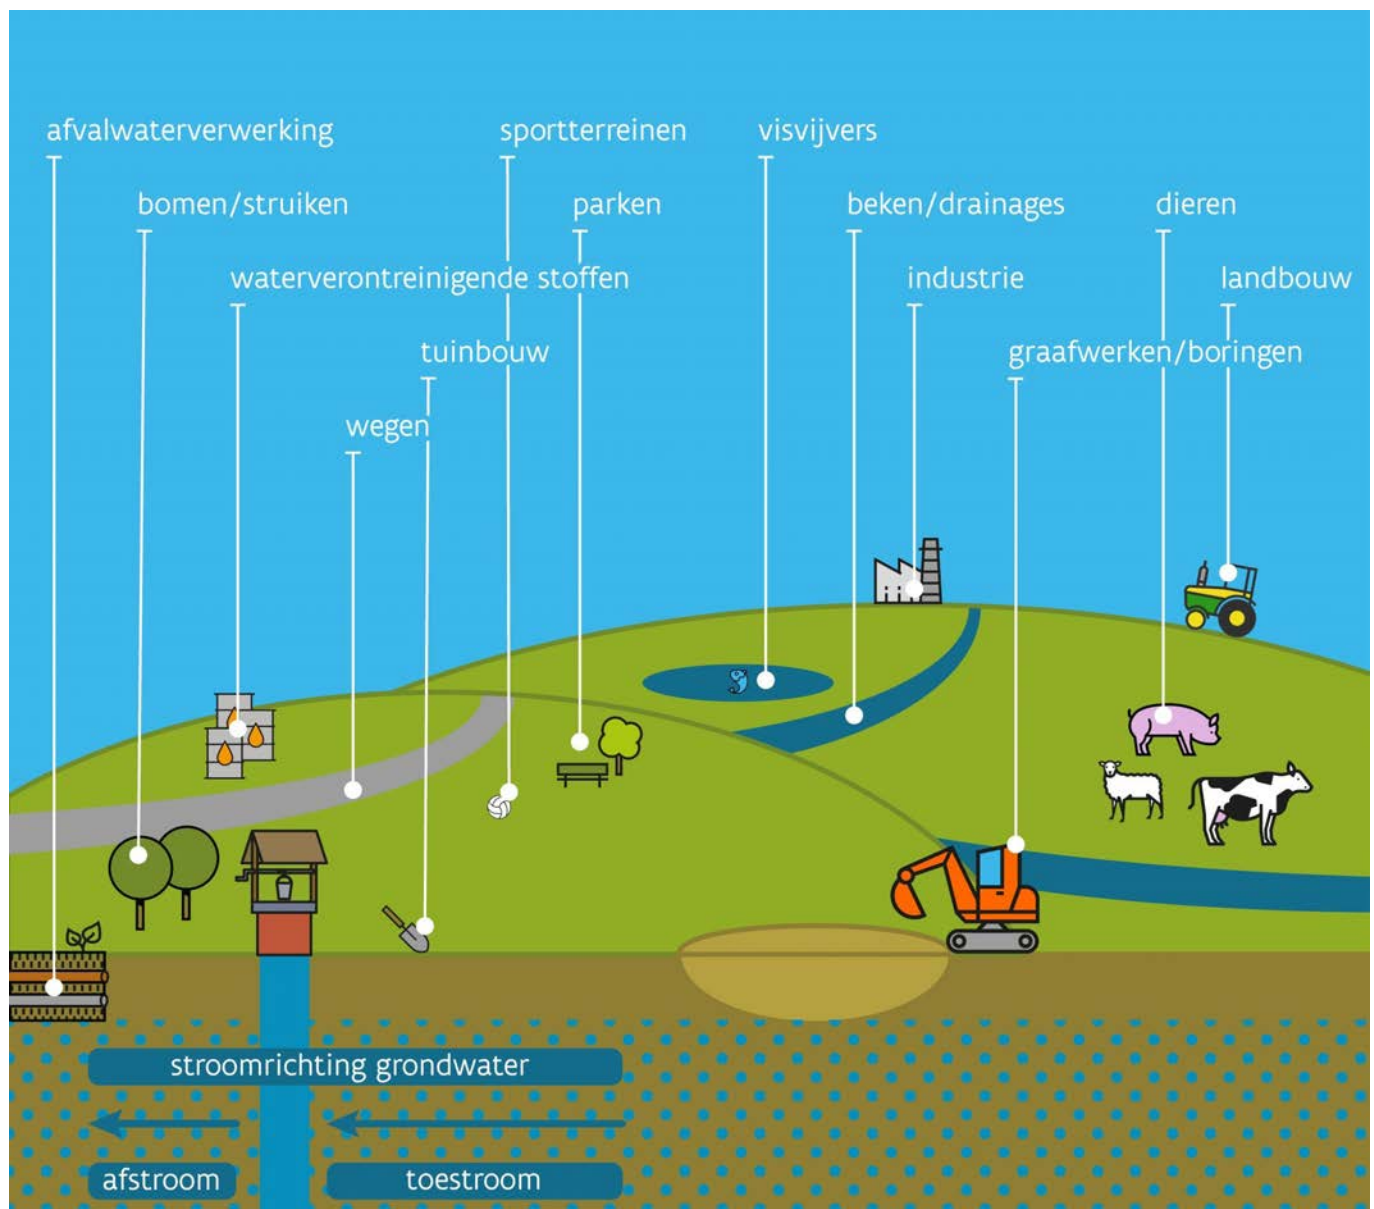 afvalwaterverwerking
sportterreinen
visvijvers
bomen/struiken
parken
beken/drainages
dieren
waterverontreinigende stoffen
industrie
landbouw
tuinbouw
graafwerken/boringen
wegen
stroomrichting grondwater
afstroom
toestroom